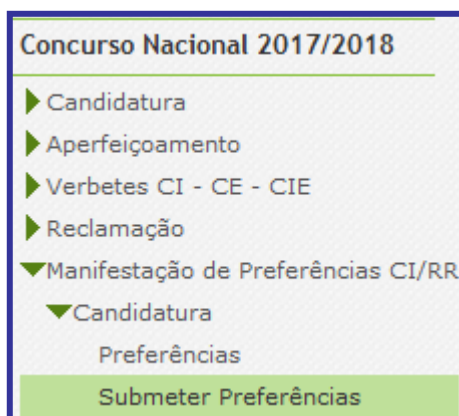 Concurso Nacional 2017/2018
Candidatura
Aperfeiçoamento
Verbetes CI - CE - CIE
Reclamação
Manifestação de Preferências CI/RR
Candidatura
Preferências
Submeter Preferências